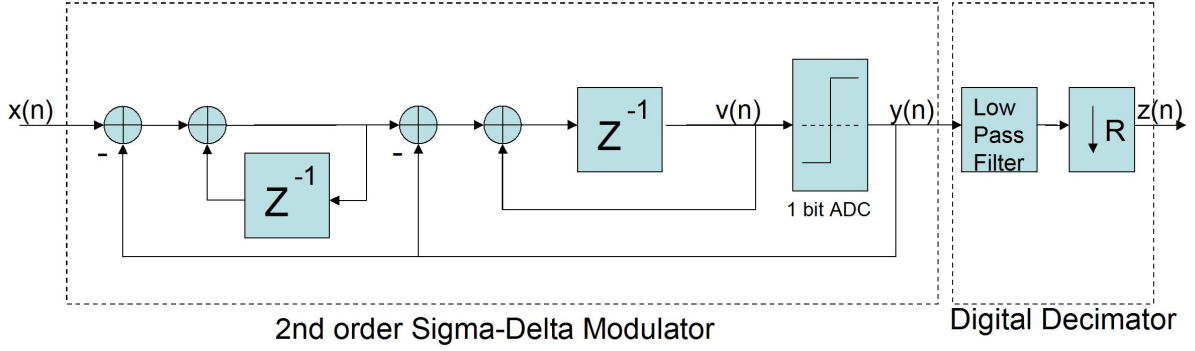 x(n)
-
Z-1
-
Z-1
v(n)
1 bit ADC
y(n)
Low
Pass
Filter
R
z(n)
2nd order Sigma-Delta Modulator
Digital Decimator